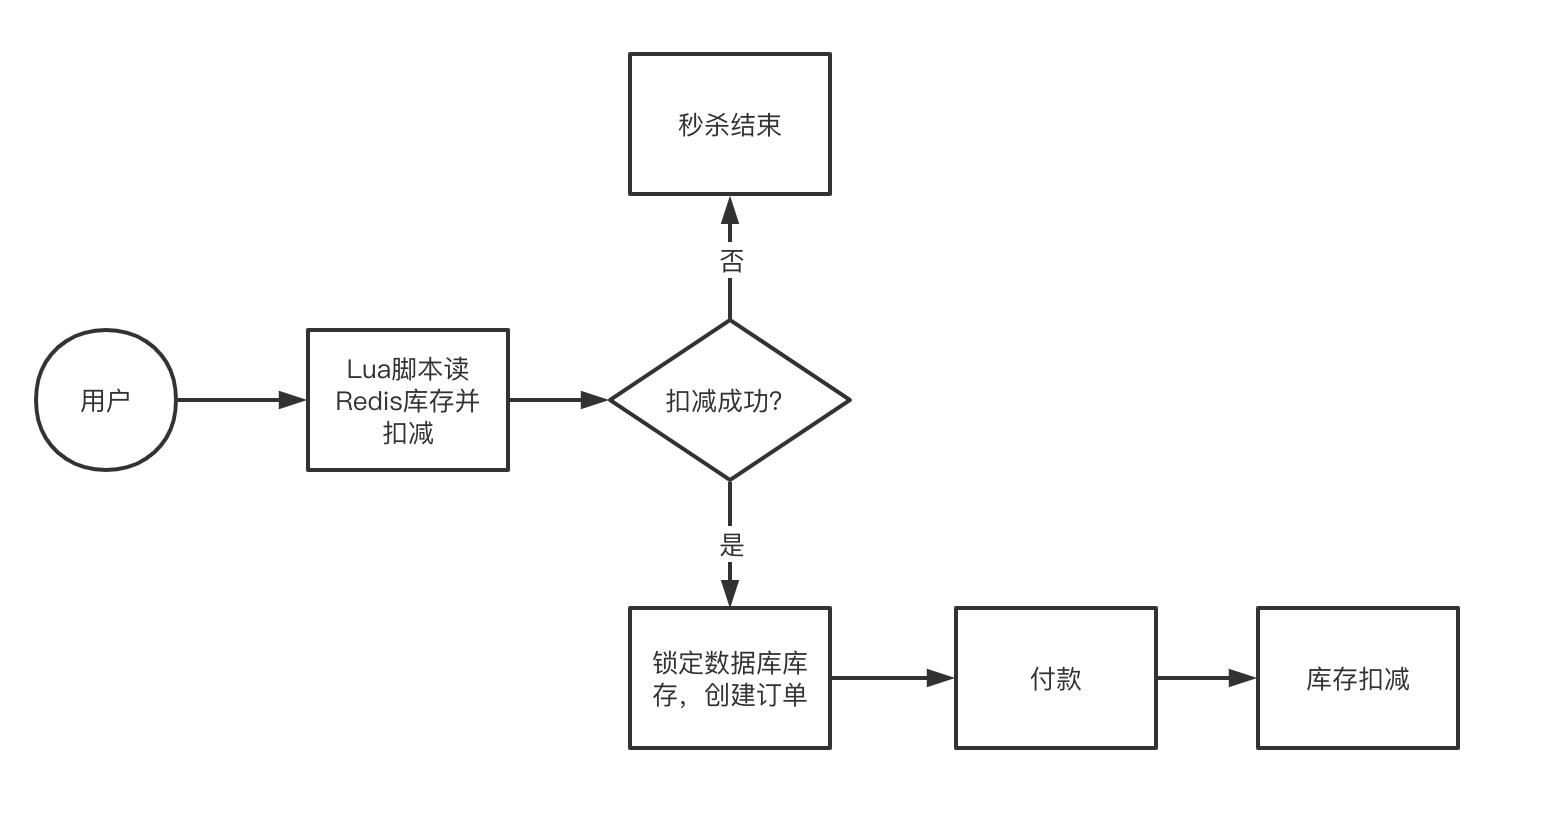 秒杀结束
否
用户
Lua脚本读
Redis库存并
扣减
扣减成功?
是
锁定数据库库
存，创建订单
付款
库存扣减